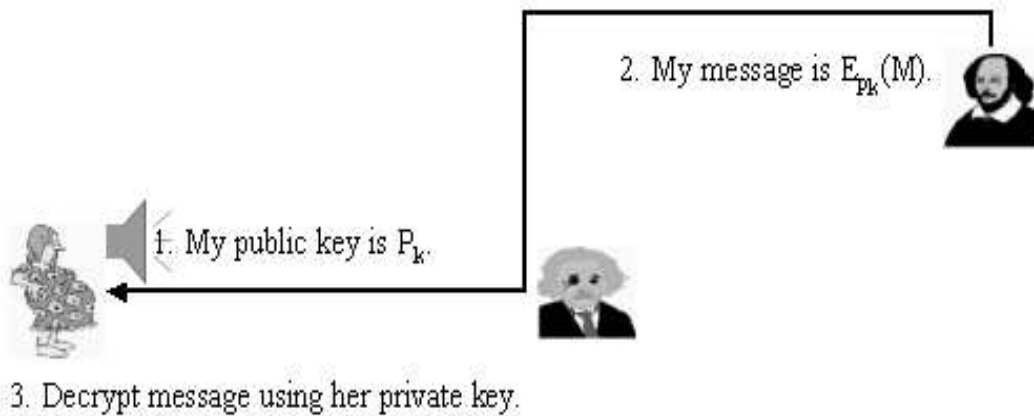 2. My message is E_pk(M).
1. My public key is P_k.
3. Decrypt message using her private key.